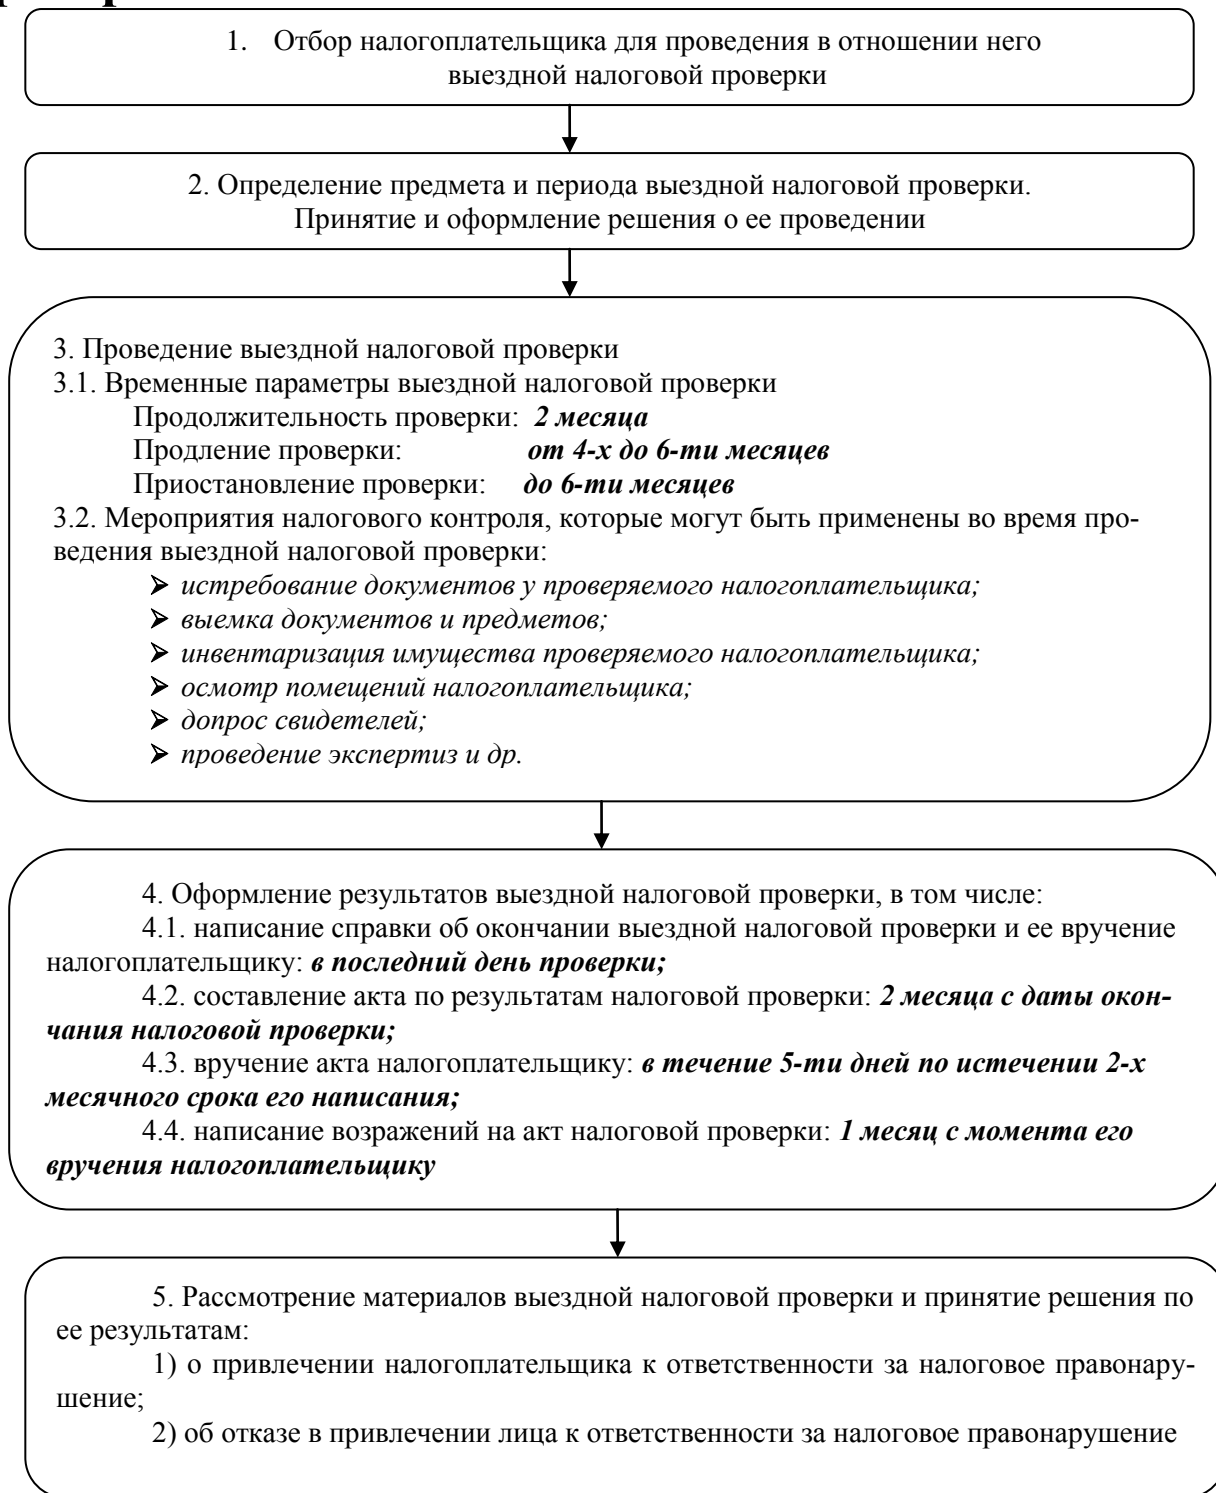 1. Отбор налогоплательщика для проведения в отношении него
выездной налоговой проверки
2. Определение предмета и периода выездной налоговой проверки.
Принятие и оформление решения о ее проведении
3. Проведение выездной налоговой проверки
3.1. Временные параметры выездной налоговой проверки
Продолжительность проверки: 2 месяца
Продление проверки: от 4-х до 6-ти месяцев
Приостановление проверки: до 6-ти месяцев
3.2. Мероприятия налогового контроля, которые могут быть применены во время про-
ведения выездной налоговой проверки:
➢ истребование документов у проверяемого налогоплательщика;
➢ выемка документов и предметов;
➢ инвентаризация имущества проверяемого налогоплательщика;
➢ осмотр помещений налогоплательщика;
➢ допрос свидетелей;
➢ проведение экспертиз и др.
4. Оформление результатов выездной налоговой проверки, в том числе:
4.1. написание справки об окончании выездной налоговой проверки и ее вручение
налогоплательщику: в последний день проверки;
4.2. составление акта по результатам налоговой проверки: 2 месяца с даты окон-
чания налоговой проверки;
4.3. вручение акта налогоплательщику: в течение 5-ти дней по истечении 2-х
месячного срока его написания;
4.4. написание возражений на акт налоговой проверки: 1 месяц с момента его
вручения налогоплательщику
5. Рассмотрение материалов выездной налоговой проверки и принятие решения по
ее результатам:
1) о привлечении налогоплательщика к ответственности за налоговое правонару-
шение;
2) об отказе в привлечении лица к ответственности за налоговое правонарушение